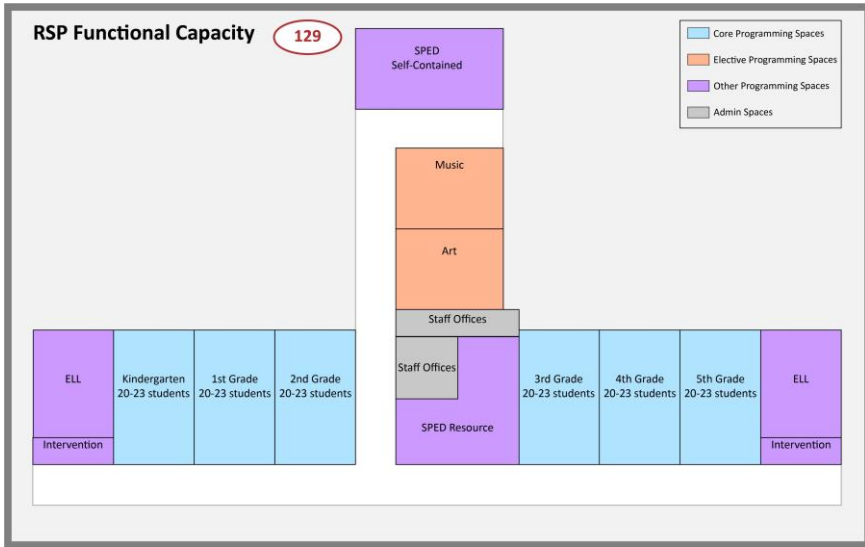 RSP Functional Capacity
129
SPED
Self-Contained
Core Programming Spaces
Elective Programming Spaces
Other Programming Spaces
Admin Spaces
Music
Art
Staff Offices
Staff Offices
SPED Resource
ELL
Intervention
Kindergarten
20-23 students
1st Grade
20-23 students
2nd Grade
20-23 students
3rd Grade
20-23 students
4th Grade
20-23 students
5th Grade
20-23 students
ELL
Intervention